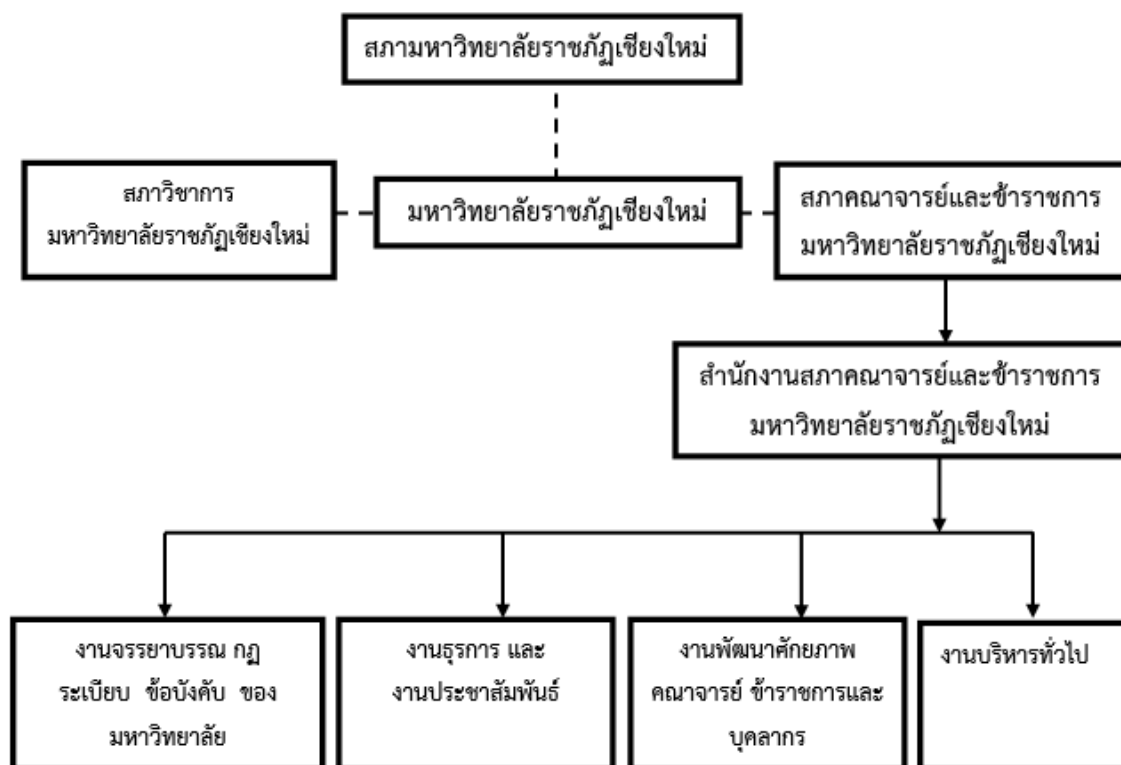 สภามหาวิทยาลัยราชภัฏเชียงใหม่
สภาวิชาการ
มหาวิทยาลัยราชภัฏเชียงใหม่
มหาวิทยาลัยราชภัฏเชียงใหม่
สภาคณาจารย์และข้าราชการ
มหาวิทยาลัยราชภัฏเชียงใหม่
สำนักงานสภาคณาจารย์และข้าราชการ
มหาวิทยาลัยราชภัฏเชียงใหม่
งานจรรยาบรรณ กฎ
ระเบียบ ข้อบังคับ ของ
มหาวิทยาลัย
งานธุรการ และ
งานประชาสัมพันธ์
งานพัฒนาศักยภาพ
คณาจารย์ ข้าราชการและ
บุคลากร
งานบริหารทั่วไป